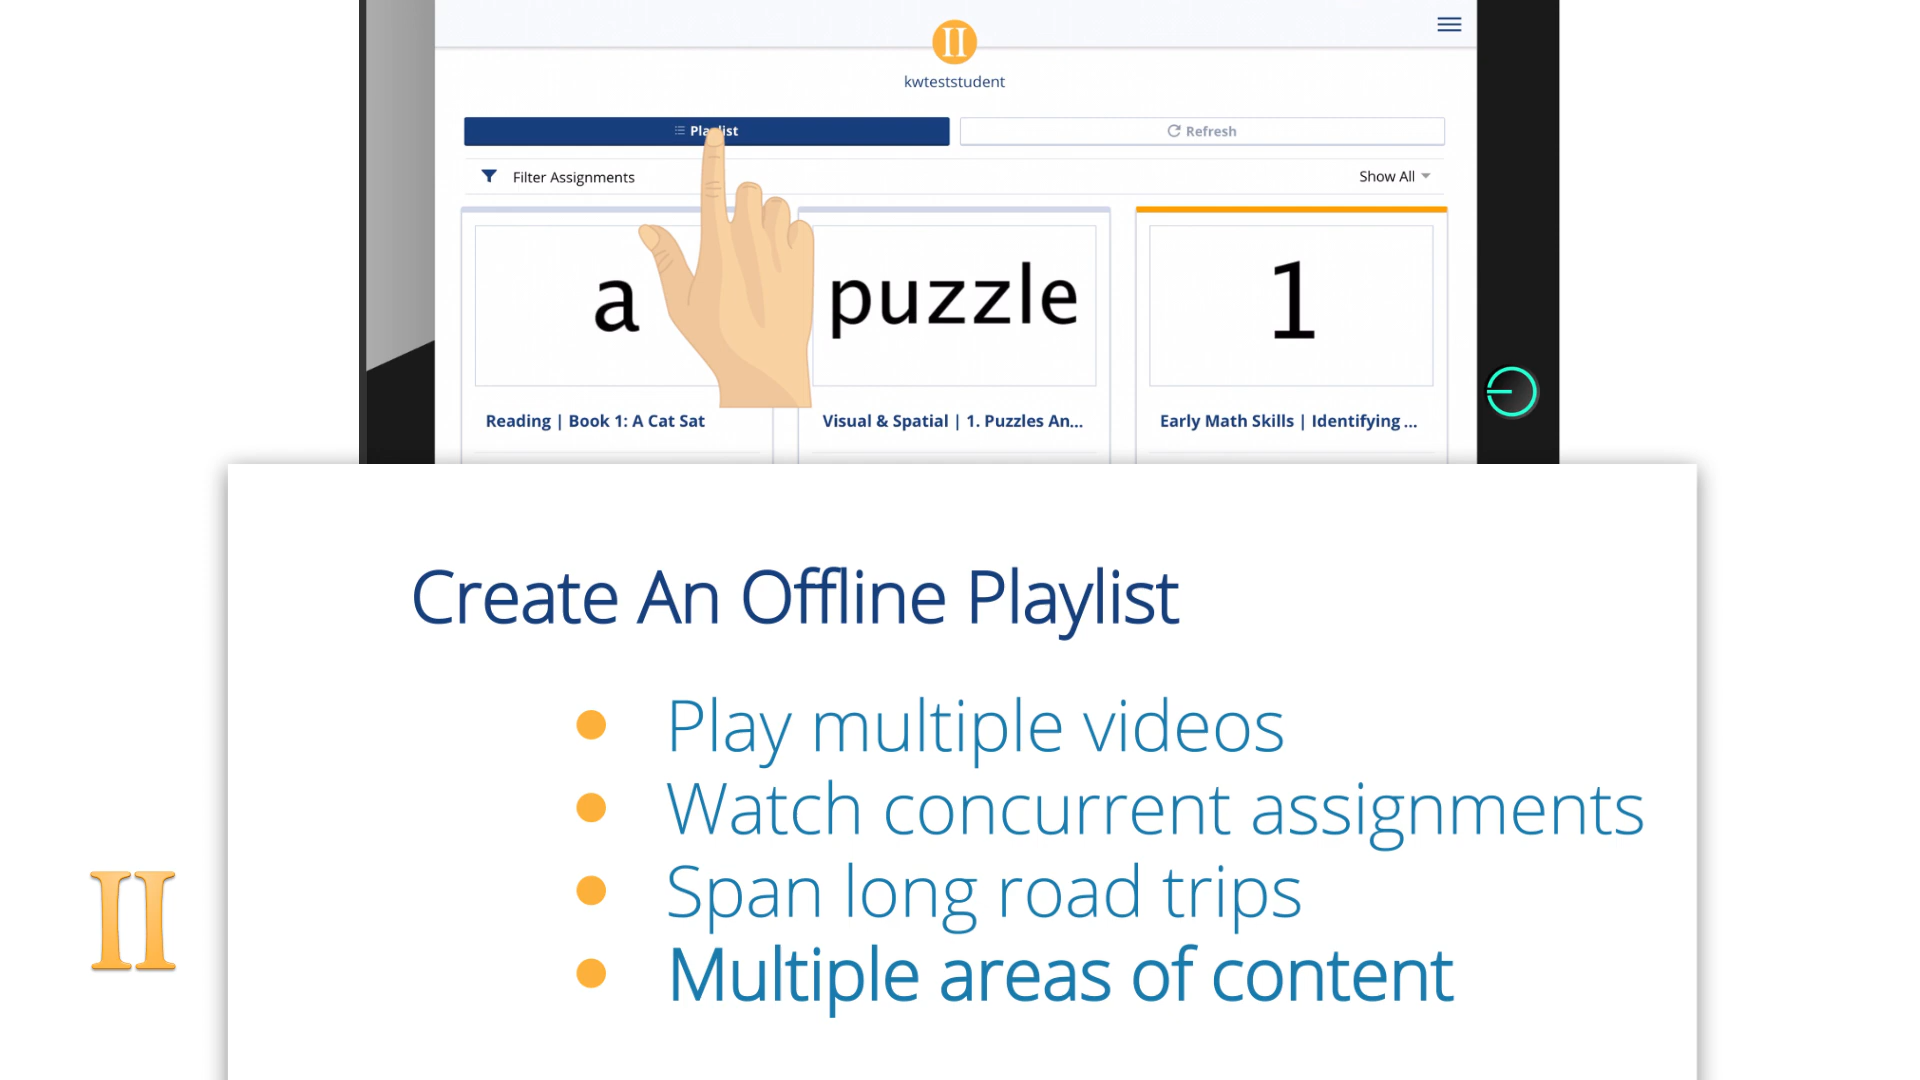 II
kwteststudent
Playlist
Refresh
Filter Assignments
Show All
a
puzzle
1
Reading | Book 1: A Cat Sat
Visual & Spatial | 1. Puzzles An...
Early Math Skills | Identifying ...
Create An Offline Playlist
Play multiple videos
Watch concurrent assignments
Span long road trips
Multiple areas of content
II